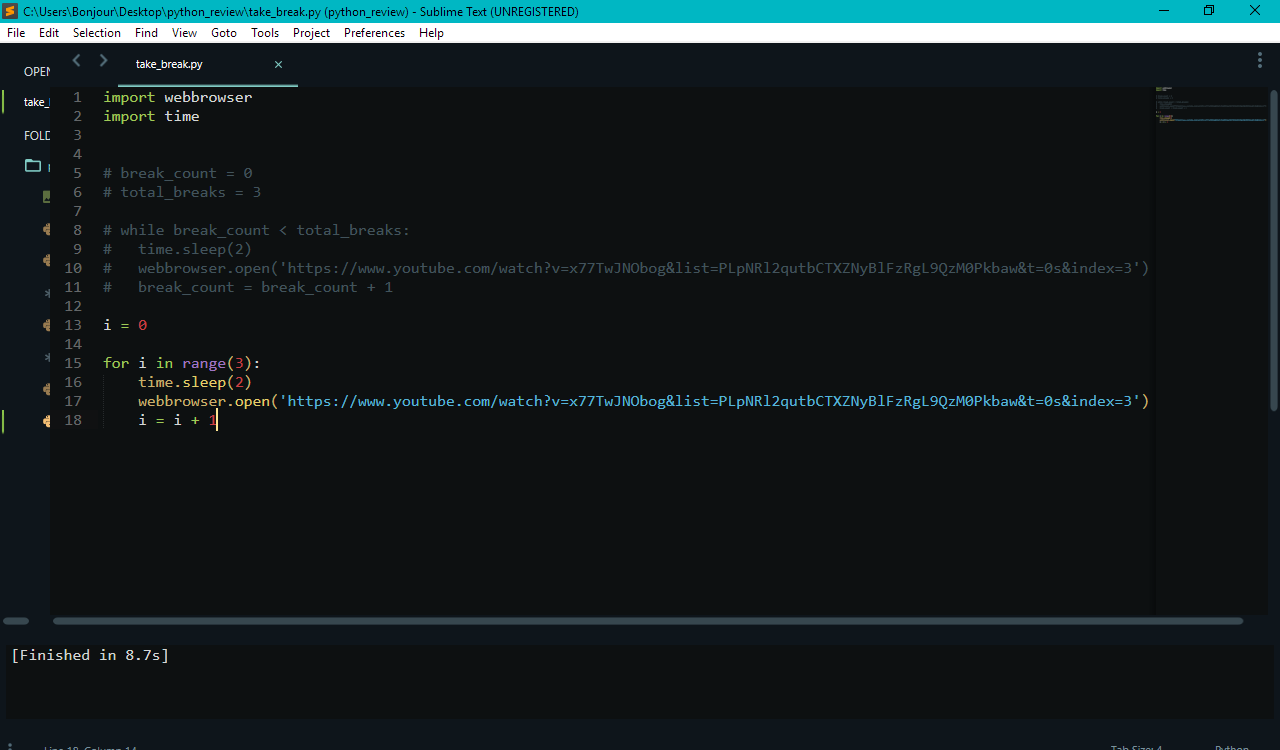 C:\Users\Bonjour\Desktop\python_review\take_break.py (python_review) - Sublime Text (UNREGISTERED)
File Edit Selection Find View Goto Tools Project Preferences Help
OPEN
take_break.py
take_
FOLD
1 import webbrowser
2 import time
3
4
5 # break_count = 0
6 # total_breaks = 3
7
8 # while break_count < total_breaks:
9 #   time.sleep(2)
10 #   webbrowser.open('https://www.youtube.com/watch?v=x77TwJNObog&list=PLpNRl2qutbCTXZNyBlFzRgL9QzM0Pkbaw&t=0s&index=3')
11 #   break_count = break_count + 1
12
13 i = 0
14
15 for i in range(3):
16     time.sleep(2)
17     webbrowser.open('https://www.youtube.com/watch?v=x77TwJNObog&list=PLpNRl2qutbCTXZNyBlFzRgL9QzM0Pkbaw&t=0s&index=3')
18     i = i + 1
[Finished in 8.7s]
Line 18, Column 14
Tab Size: 4
Python